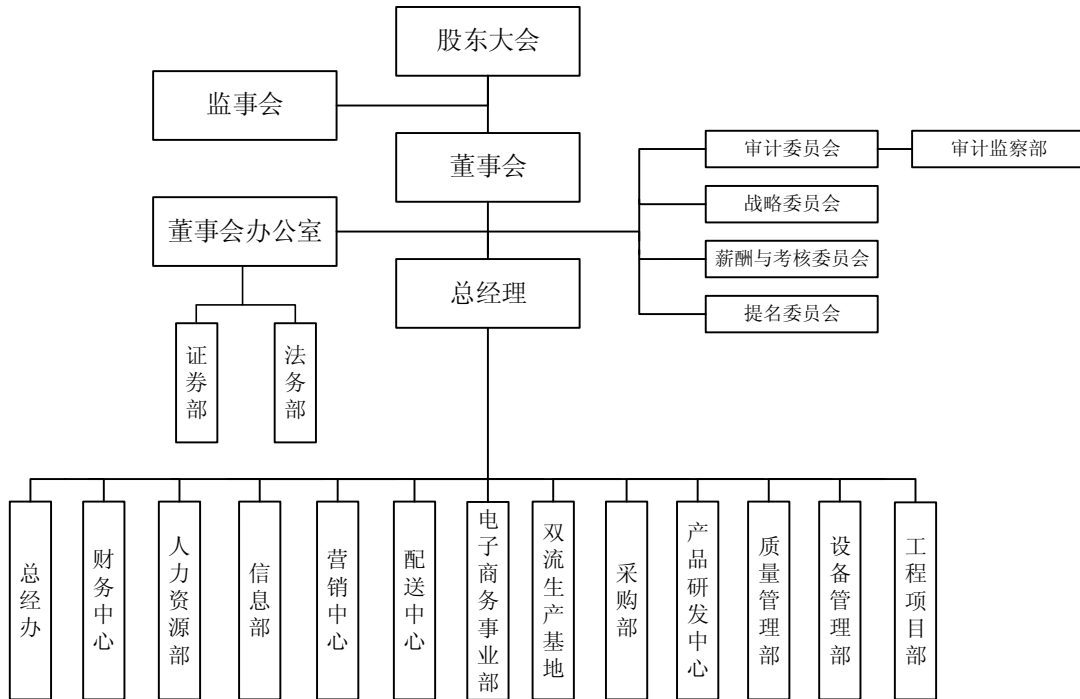 股东大会
监事会
董事会
审计委员会
审计监察部
战略委员会
董事会办公室
薪酬与考核委员会
总经理
提名委员会
证券部
法务部
总经办
财务中心
人力资源部
信息部
营销中心
配送中心
电子商务事业部
双流生产基地
采购部
产品研发中心
质量管理部
设备管理部
工程项目部